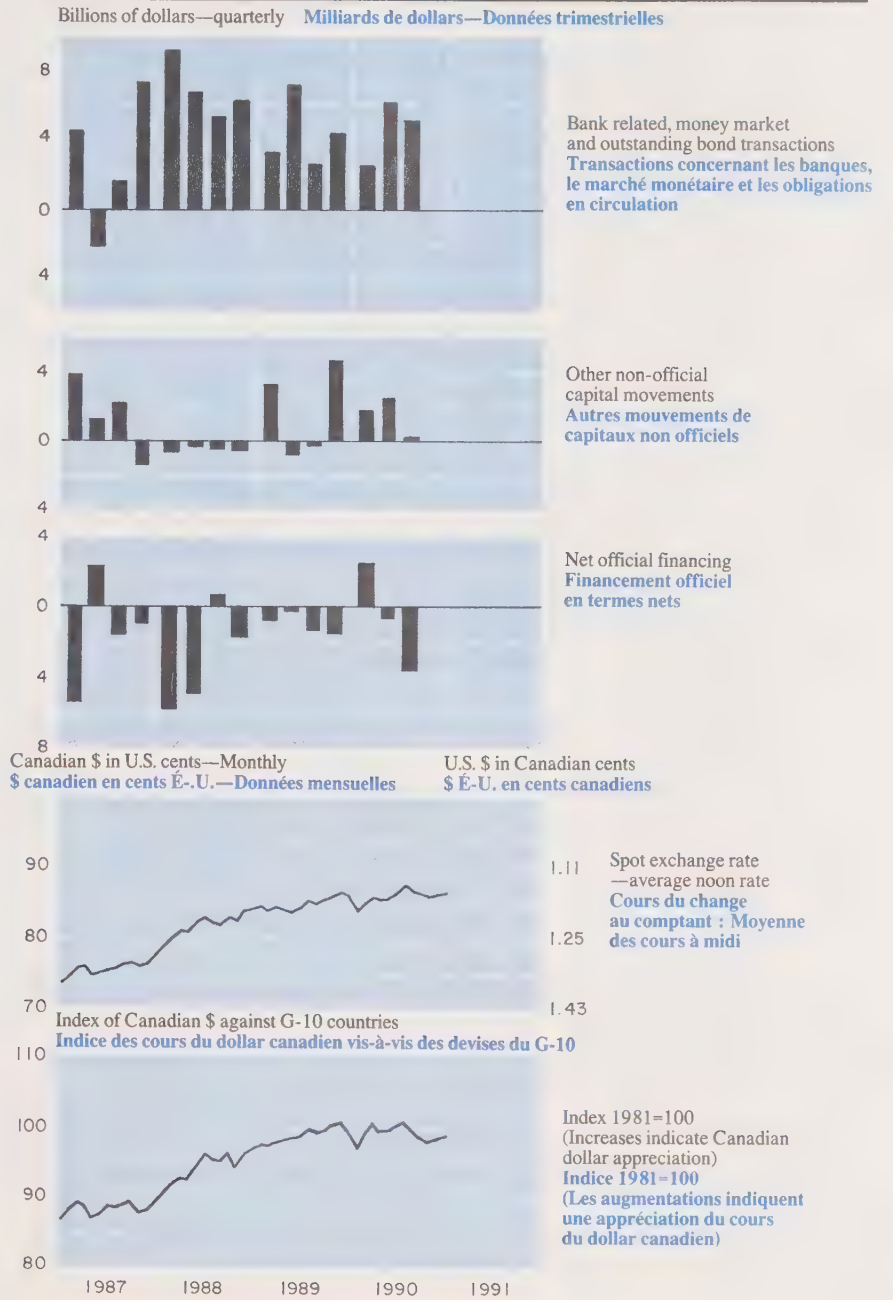 Billions of dollars—quarterly Milliards de dollars—Données trimestrielles
8
4
0
4
Bank related, money market
and outstanding bond transactions
Transactions concernant les banques,
le marché monétaire et les obligations
en circulation
4
0
4
Other non-official
capital movements
Autres mouvements de
capitaux non officiels
4
0
4
8
Net official financing
Financement officiel
en termes nets
Canadian $ in U.S. cents—Monthly
$ canadien en cents É-.U.—Données mensuelles
U.S. $ in Canadian cents
$ É-U. en cents canadiens
90
80
70
1.11
1.25
1.43
Spot exchange rate
—average noon rate
Cours du change
au comptant : Moyenne
des cours à midi
Index of Canadian $ against G-10 countries
Indice des cours du dollar canadien vis-à-vis des devises du G-10
110
100
90
80
Index 1981=100
(Increases indicate Canadian
dollar appreciation)
Indice 1981=100
(Les augmentations indiquent
une appréciation du cours
du dollar canadien)
1987 1988 1989 1990 1991